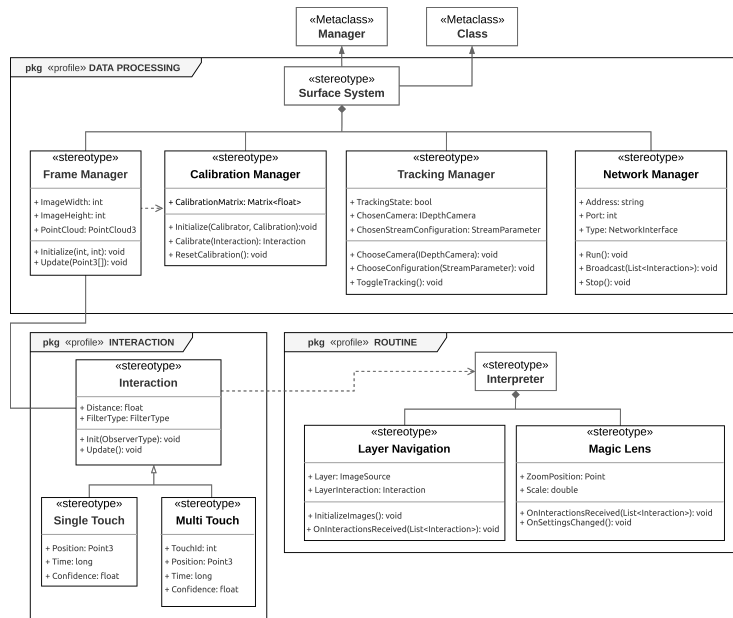 «Metaclass»
Manager
«Metaclass»
Class
pkg «profile» DATA PROCESSING
«stereotype»
Surface System
«stereotype»
Frame Manager
+ ImageWidth: int
+ ImageHeight: int
+ PointCloud: PointCloud3
+ Initialize(int, int): void
+ Update(Point3[]): void
«stereotype»
Calibration Manager
+ CalibrationMatrix: Matrix<float>
+ Initialize(Calibrator, Calibration):void
+ Calibrate(Interaction): Interaction
+ ResetCalibration(): void
«stereotype»
Tracking Manager
+ TrackingState: bool
+ ChosenCamera: IDepthCamera
+ ChosenStreamConfiguration: StreamParameter
+ ChooseCamera(IDepthCamera): void
+ ChooseConfiguration(StreamParameter): void
+ ToggleTracking(): void
«stereotype»
Network Manager
+ Address: string
+ Port: int
+ Type: NetworkInterface
+ Run(): void
+ Broadcast(List<Interaction>): void
+ Stop(): void
pkg «profile» INTERACTION
«stereotype»
Interaction
+ Distance: float
+ FilterType: FilterType
+ Init(ObserverType): void
+ Update(): void
«stereotype»
Single Touch
+ Position: Point3
+ Time: long
+ Confidence: float
«stereotype»
Multi Touch
+ TouchId: int
+ Position: Point3
+ Time: long
+ Confidence: float
pkg «profile» ROUTINE
«stereotype»
Interpreter
«stereotype»
Layer Navigation
+ Layer: ImageSource
+ LayerInteraction: Interaction
+ InitializeImages(): void
+ OnInteractionsReceived(List<Interaction>): void
«stereotype»
Magic Lens
+ ZoomPosition: Point
+ Scale: double
+ OnInteractionsReceived(List<Interaction>): void
+ OnSettingsChanged(): void